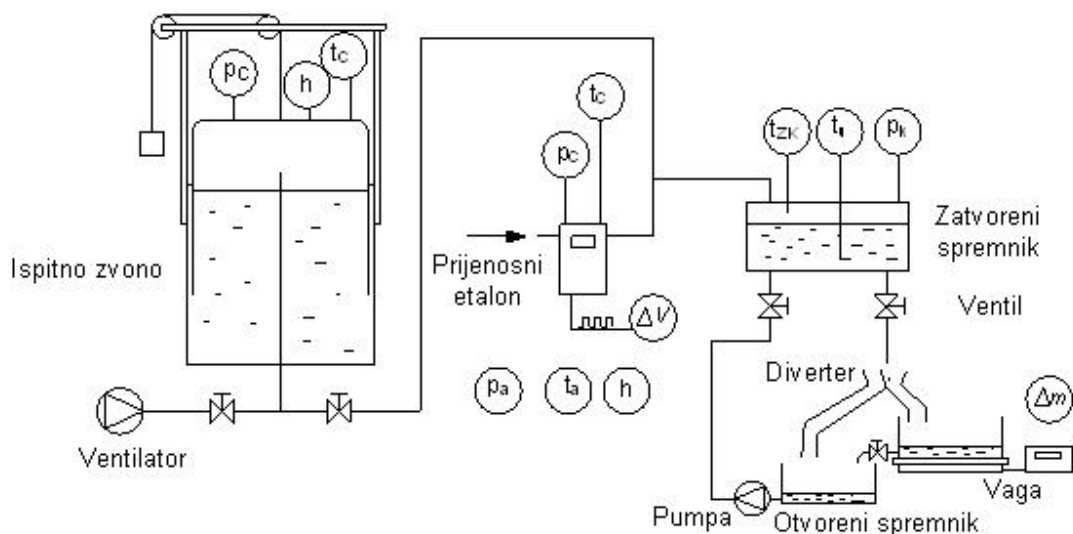 pC
h
tC
Ispitno zvono
Ventilator
tC
pC
Prijenosni
etalon
ΔV
pa
ta
h
tZK
pk
Zatvoreni
spremnik
Ventil
Diverter
Δm
Vaga
Pumpa
Otvoreni spremnik